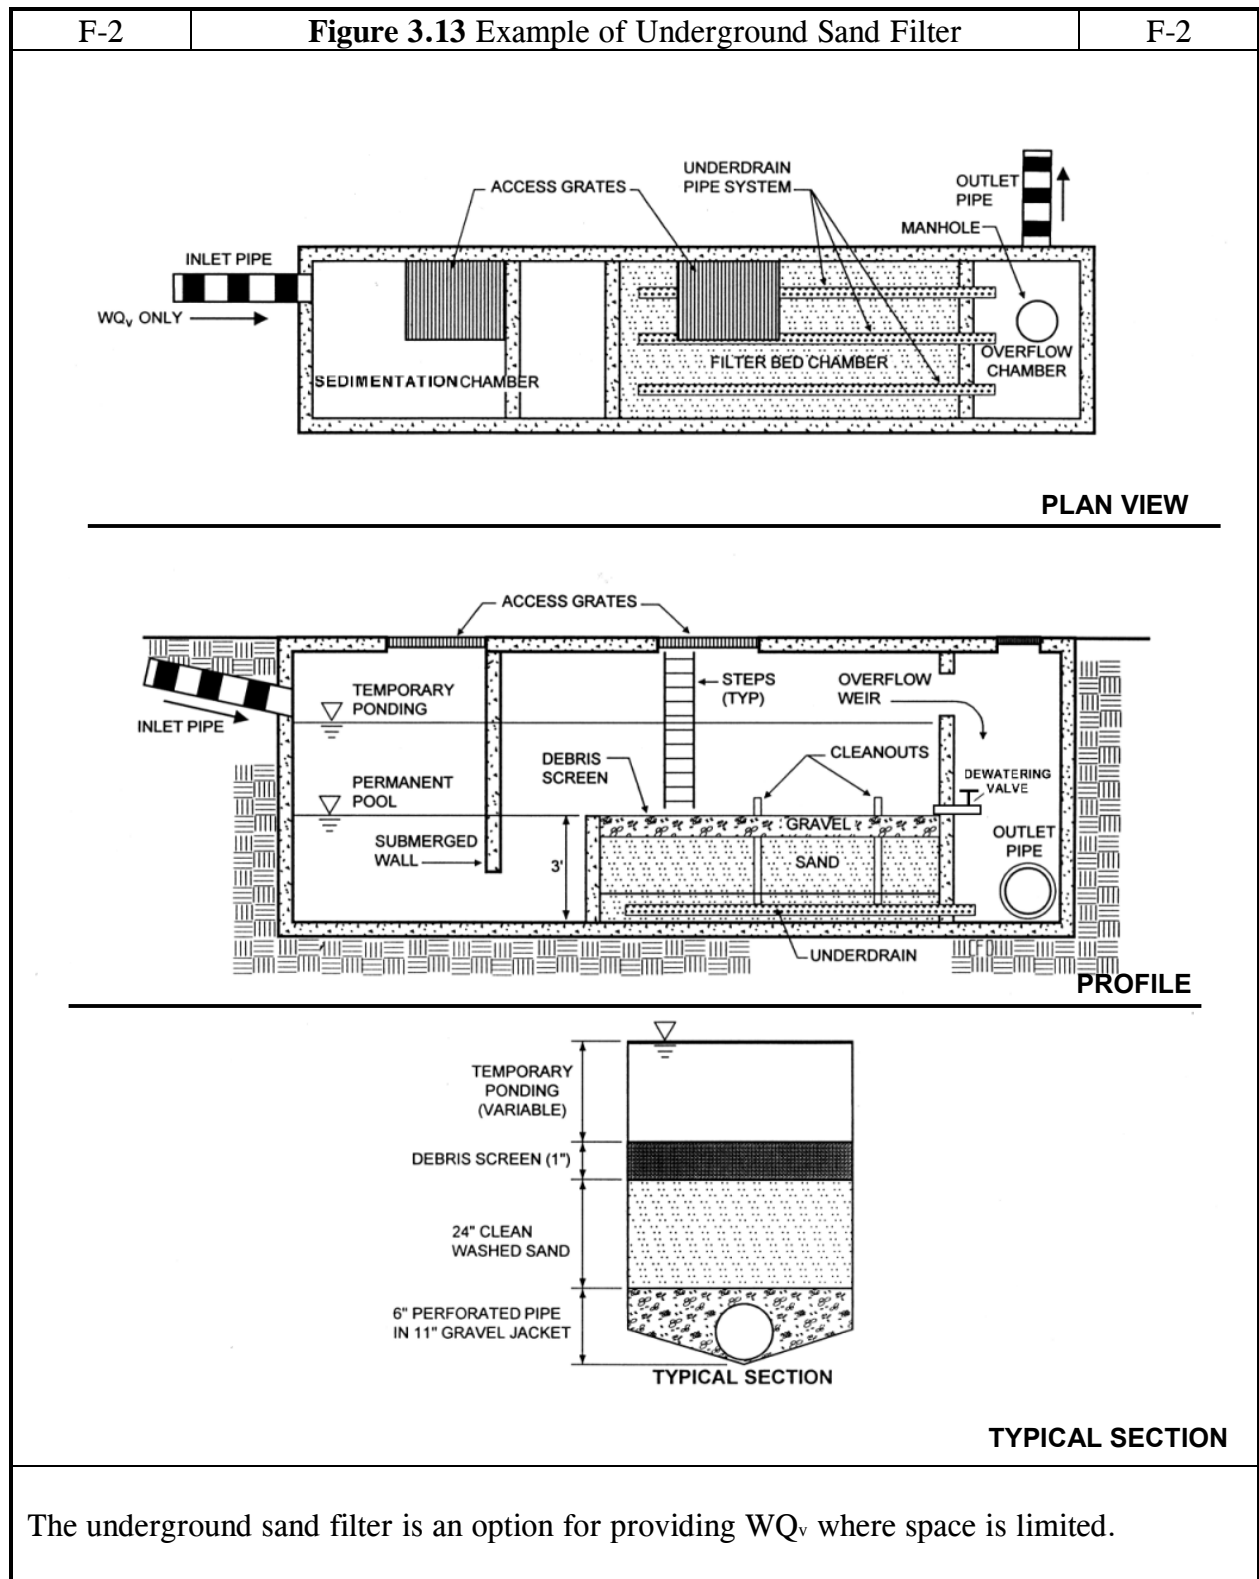 F-2
Figure 3.13 Example of Underground Sand Filter
F-2
ACCESS GRATES
UNDERDRAIN
PIPE SYSTEM
OUTLET
PIPE
MANHOLE
INLET PIPE
WQv ONLY
SEDIMENTATION CHAMBER
FILTER BED CHAMBER
OVERFLOW
CHAMBER
PLAN VIEW
ACCESS GRATES
TEMPORARY
PONDING
STEPS
(TYP)
OVERFLOW
WEIR
INLET PIPE
DEBRIS
SCREEN
CLEANOUTS
PERMANENT
POOL
DEWATERING
VALVE
GRAVEL
SUBMERGED
WALL
3'
SAND
OUTLET
PIPE
UNDERDRAIN
PROFILE
TEMPORARY
PONDING
(VARIABLE)
DEBRIS SCREEN (1")
24" CLEAN
WASHED SAND
6" PERFORATED PIPE
IN 11" GRAVEL JACKET
TYPICAL SECTION
TYPICAL SECTION
The underground sand filter is an option for providing WQv where space is limited.